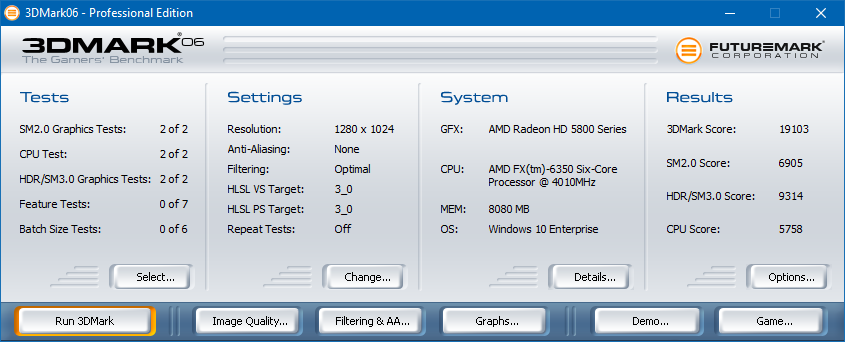 3DMark06 - Professional Edition
3DMARK®06
The Gamers' Benchmark
FUTUREMARK®
CORPORATION
Tests
SM2.0 Graphics Tests: 2 of 2
CPU Test: 2 of 2
HDR/SM3.0 Graphics Tests: 2 of 2
Feature Tests: 0 of 7
Batch Size Tests: 0 of 6
Select...
Settings
Resolution: 1280 x 1024
Anti-Aliasing: None
Filtering: Optimal
HLSL VS Target: 3_0
HLSL PS Target: 3_0
Repeat Tests: Off
Change...
System
GFX: AMD Radeon HD 5800 Series
CPU: AMD FX(tm)-6350 Six-Core
Processor @ 4010MHz
MEM: 8080 MB
OS: Windows 10 Enterprise
Details...
Results
3DMark Score: 19103
SM2.0 Score: 6905
HDR/SM3.0 Score: 9314
CPU Score: 5758
Options...
Run 3DMark
Image Quality...
Filtering & AA...
Graphs...
Demo...
Game...